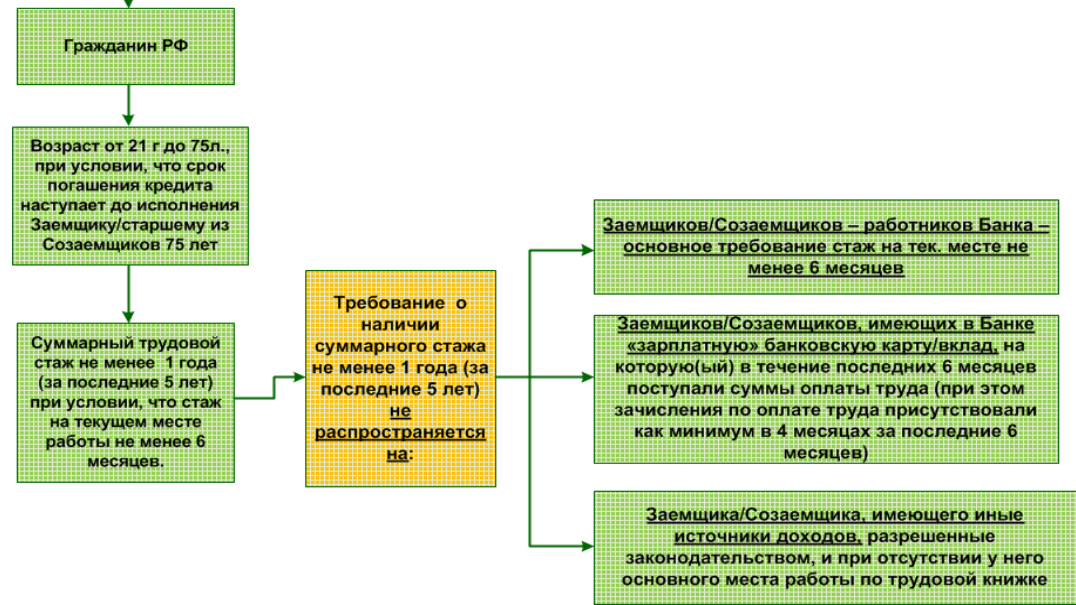 Гражданин РФ
Возраст от 21 г до 75л.,
при условии, что срок
погашения кредита
наступает до исполнения
Заемщику/старшему из
Созаемщиков 75 лет
Суммарный трудовой
стаж не менее 1 года
(за последние 5 лет)
при условии, что стаж
на текущем месте
работы не менее 6
месяцев.
Требование о
наличии
суммарного стажа
не менее 1 года (за
последние 5 лет)
не
распространяется
на:
Заемщиков/Созаемщиков – работников Банка –
основное требование стаж на тек. месте не
менее 6 месяцев
Заемщиков/Созаемщиков, имеющих в Банке
«зарплатную» банковскую карту/вклад, на
которую(ый) в течение последних 6 месяцев
поступали суммы оплаты труда (при этом
зачисления по оплате труда присутствовали
как минимум в 4 месяцах за последние 6
месяцев)
Заемщика/Созаемщика, имеющего иные
источники доходов, разрешенные
законодательством, и при отсутствии у него
основного места работы по трудовой книжке